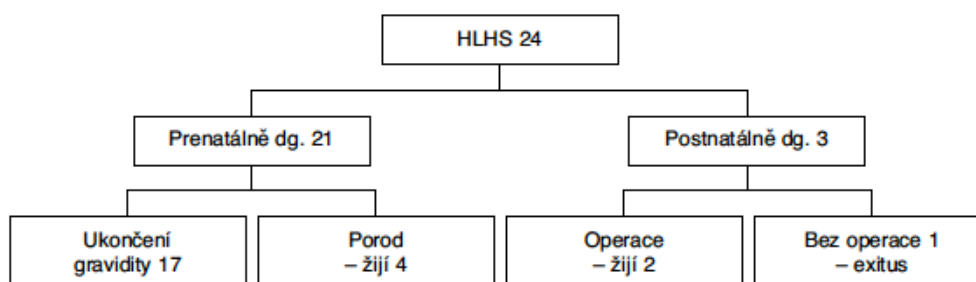 HLHS 24
Prenatálně dg. 21
Postnatálně dg. 3
Ukončení
gravidity 17
Porod
– žijí 4
Operace
– žijí 2
Bez operace 1
– exitus